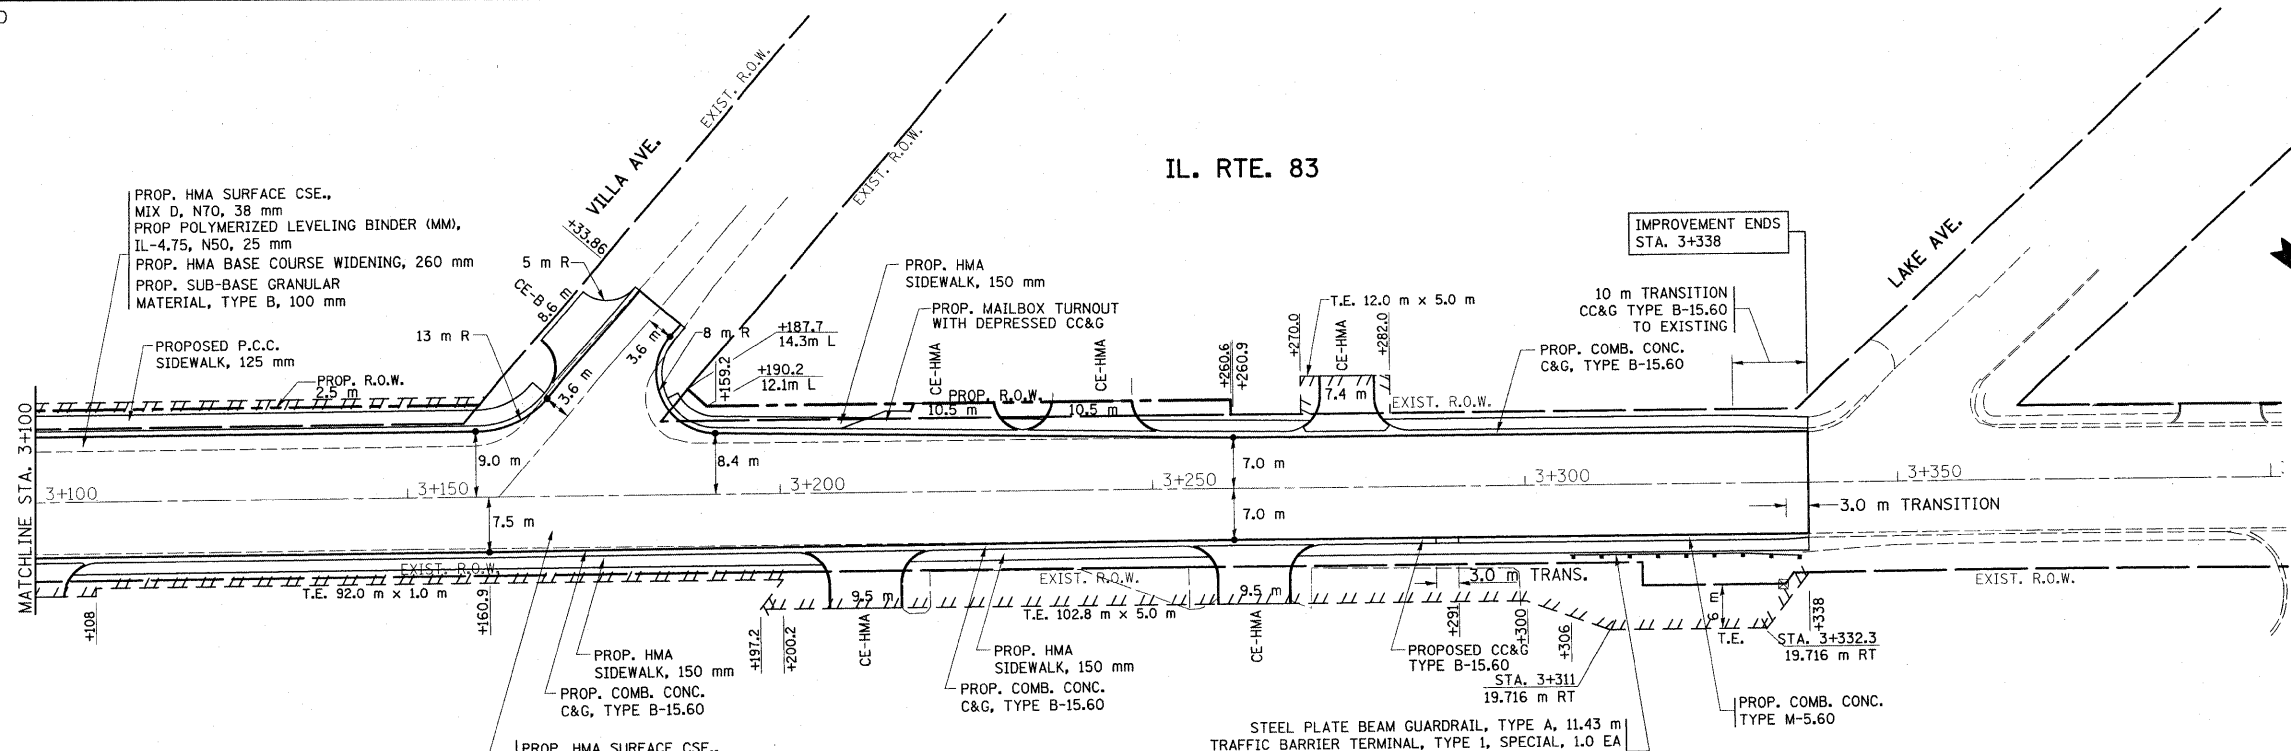 IL. RTE. 83
EXIST. R.O.W.
EXIST. R.O.W.
VILLA AVE.
+33.86
PROP. HMA SURFACE CSE.,
MIX D, N70, 38 mm
PROP POLYMERIZED LEVELING BINDER (MM),
IL-4.75, N50, 25 mm
PROP. HMA BASE COURSE WIDENING, 260 mm
PROP. SUB-BASE GRANULAR
MATERIAL, TYPE B, 100 mm
5 m R
CE-B
8.6 m
13 m R
PROPOSED P.C.C.
SIDEWALK, 125 mm
PROP. R.O.W.
2.5 m
3.6 m
3.6 m
8 m R
+187.7
14.3m L
+159.2
+190.2
12.1m L
PROP. HMA
SIDEWALK, 150 mm
PROP. MAILBOX TURNOUT
WITH DEPRESSED CC&G
CE-HMA
CE-HMA
PROP. R.O.W.
10.5 m
10.5 m
+260.6
+260.9
T.E. 12.0 m x 5.0 m
+270.0
CE-HMA
+282.0
7.4 m
EXIST. R.O.W.
IMPROVEMENT ENDS
STA. 3+338
10 m TRANSITION
CC&G TYPE B-15.60
TO EXISTING
PROP. COMB. CONC.
C&G, TYPE B-15.60
LAKE AVE.
MATCHLINE STA. 3+100
9.0 m
8.4 m
7.0 m
3+100
3+150
3+200
3+250
3+300
3+350
7.5 m
7.0 m
3.0 m TRANSITION
EXIST. R.O.W.
T.E. 92.0 m x 1.0 m
+108
+160.9
EXIST. R.O.W.
9.5 m
T.E. 102.8 m x 5.0 m
9.5 m
3.0 m TRANS.
EXIST. R.O.W.
+197.2
+200.2
CE-HMA
CE-HMA
+291
+300
+306
6 m
T.E.
+338
STA. 3+332.3
19.716 m RT
PROP. HMA
SIDEWALK, 150 mm
PROP. COMB. CONC.
C&G, TYPE B-15.60
PROP. HMA
SIDEWALK, 150 mm
PROP. COMB. CONC.
C&G, TYPE B-15.60
PROPOSED CC&G
TYPE B-15.60
STA. 3+311
19.716 m RT
PROP. COMB. CONC.
TYPE M-5.60
STEEL PLATE BEAM GUARDRAIL, TYPE A, 11.43 m
TRAFFIC BARRIER TERMINAL, TYPE 1, SPECIAL, 1.0 EA
PROP. HMA SURFACE CSE.,